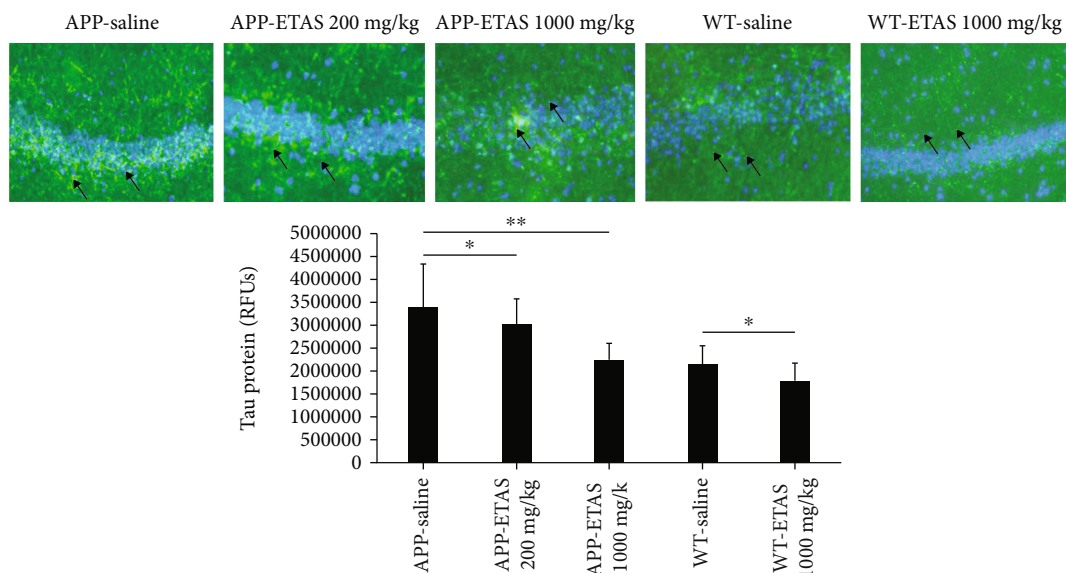 APP-saline
APP-ETAS 200 mg/kg
APP-ETAS 1000 mg/kg
WT-saline
WT-ETAS 1000 mg/kg
Tau protein (RFUs)
5000000
4500000
4000000
3500000
3000000
2500000
2000000
1500000
1000000
500000
0
**
*
*
APP-saline
APP-ETAS
200 mg/kg
APP-ETAS
1000 mg/k
WT-saline
WT-ETAS
1000 mg/kg